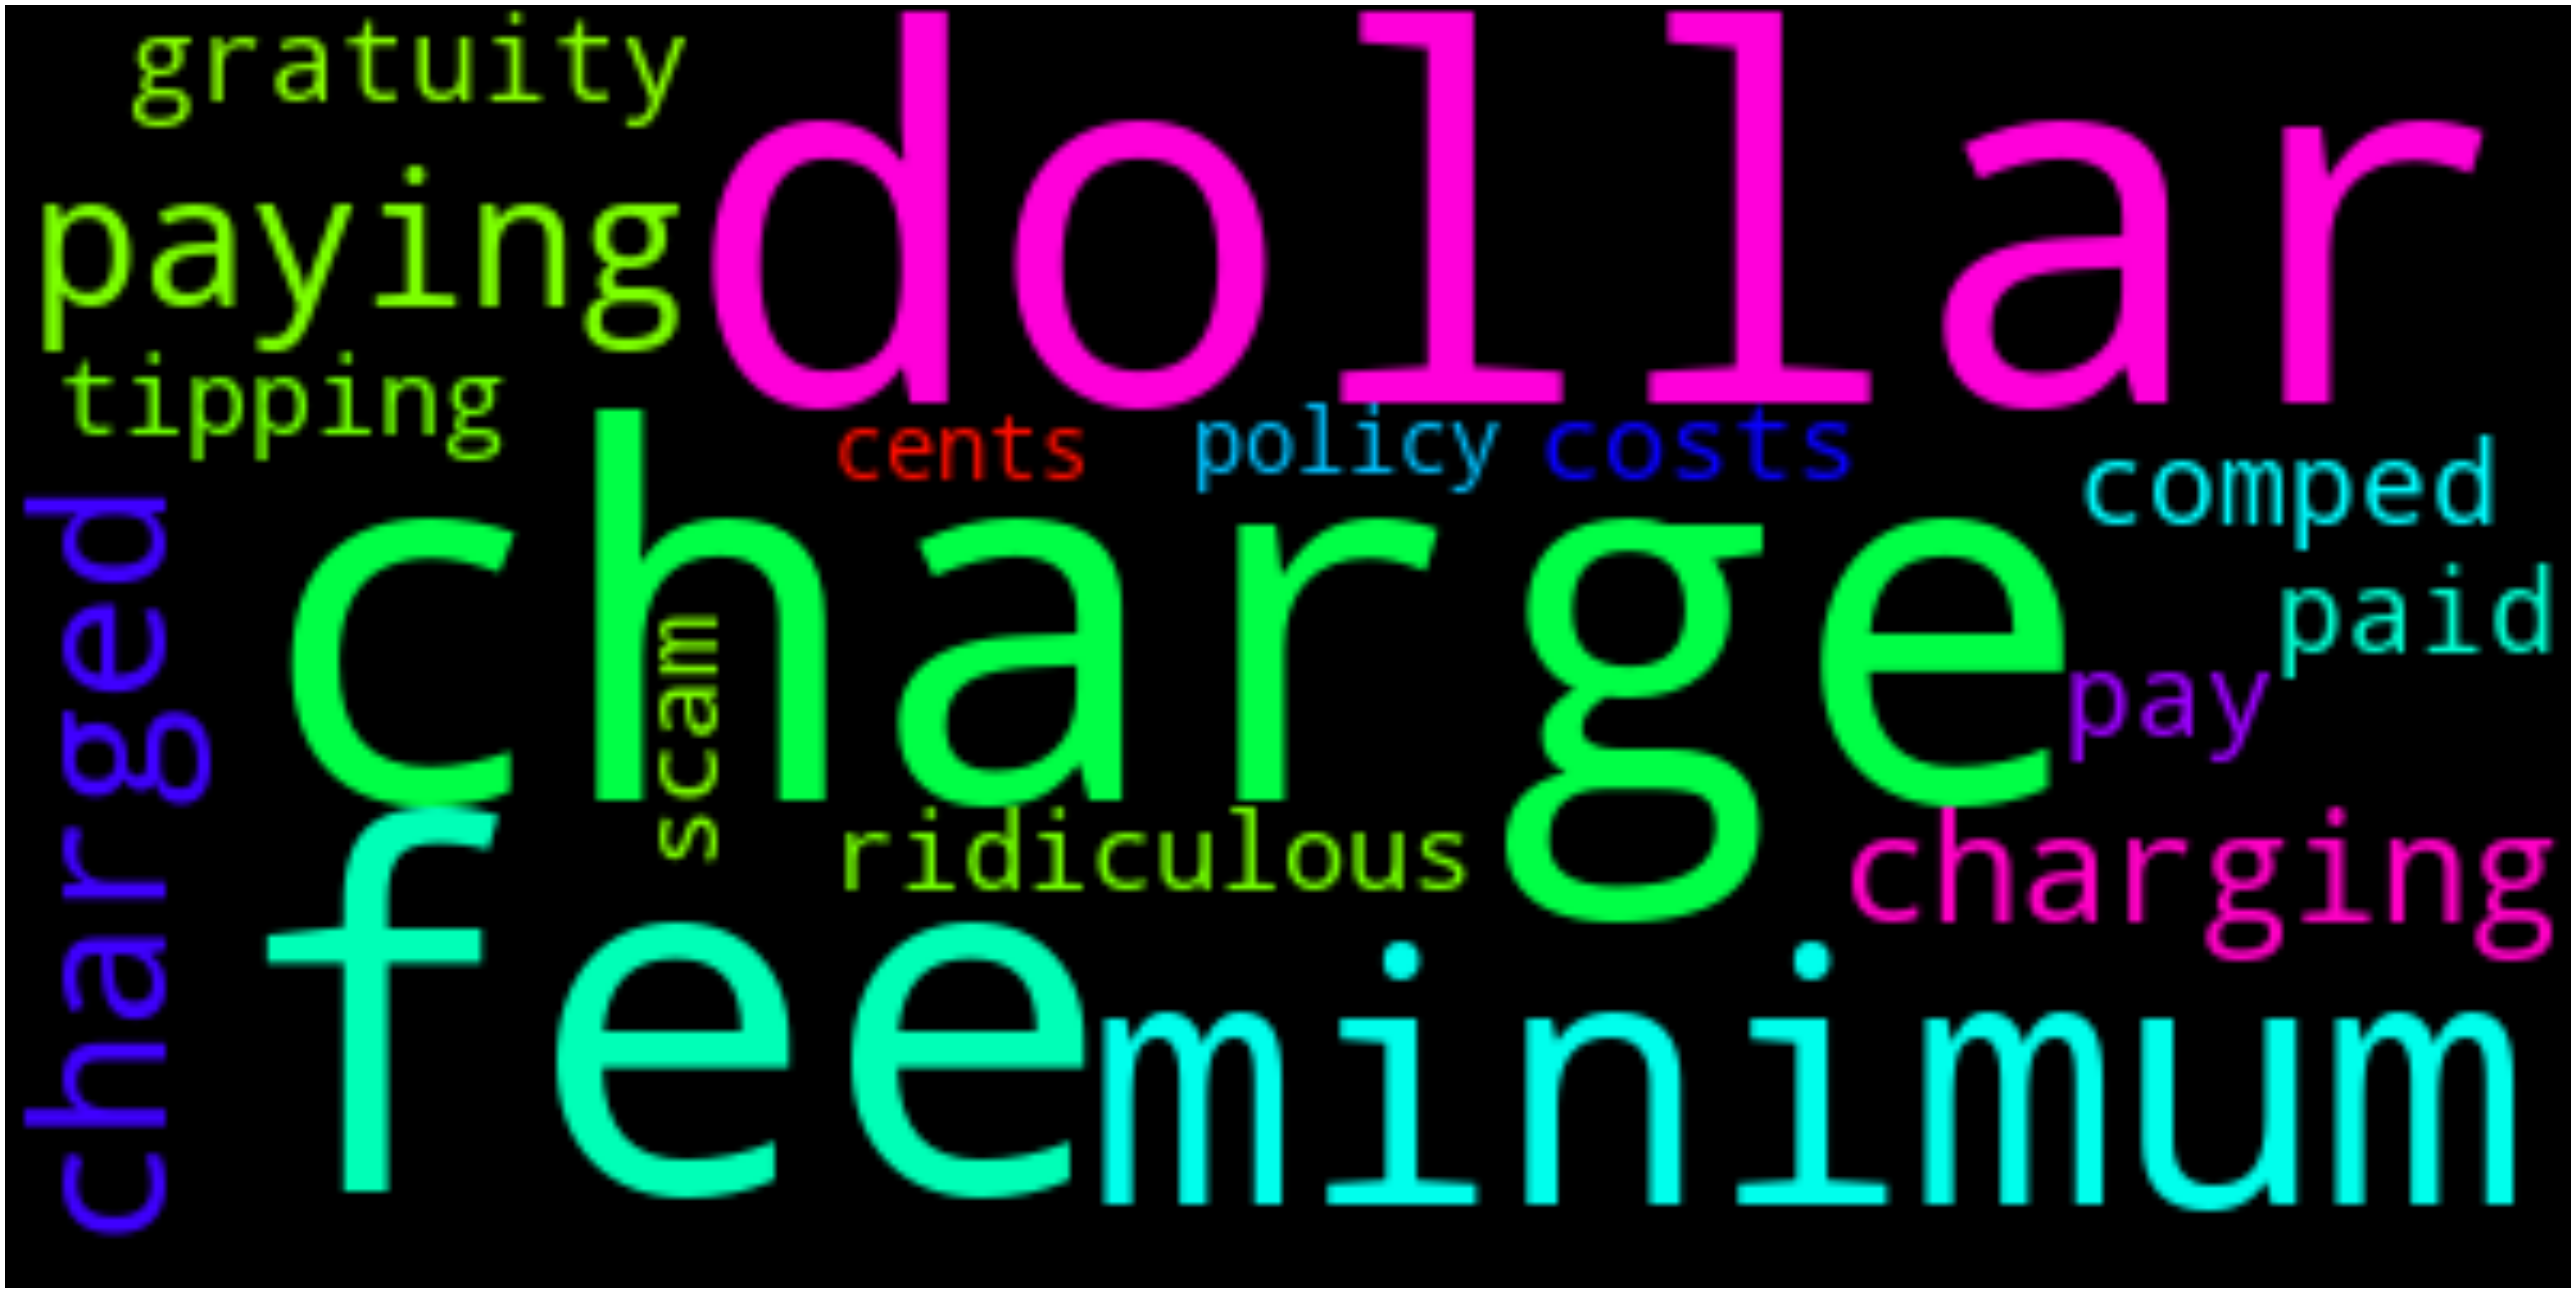 gratuity
dollar
paying
tipping
cents
policy
costs
comped
charged
charge
scam
paid
pay
ridiculous
charging
fee
minimum